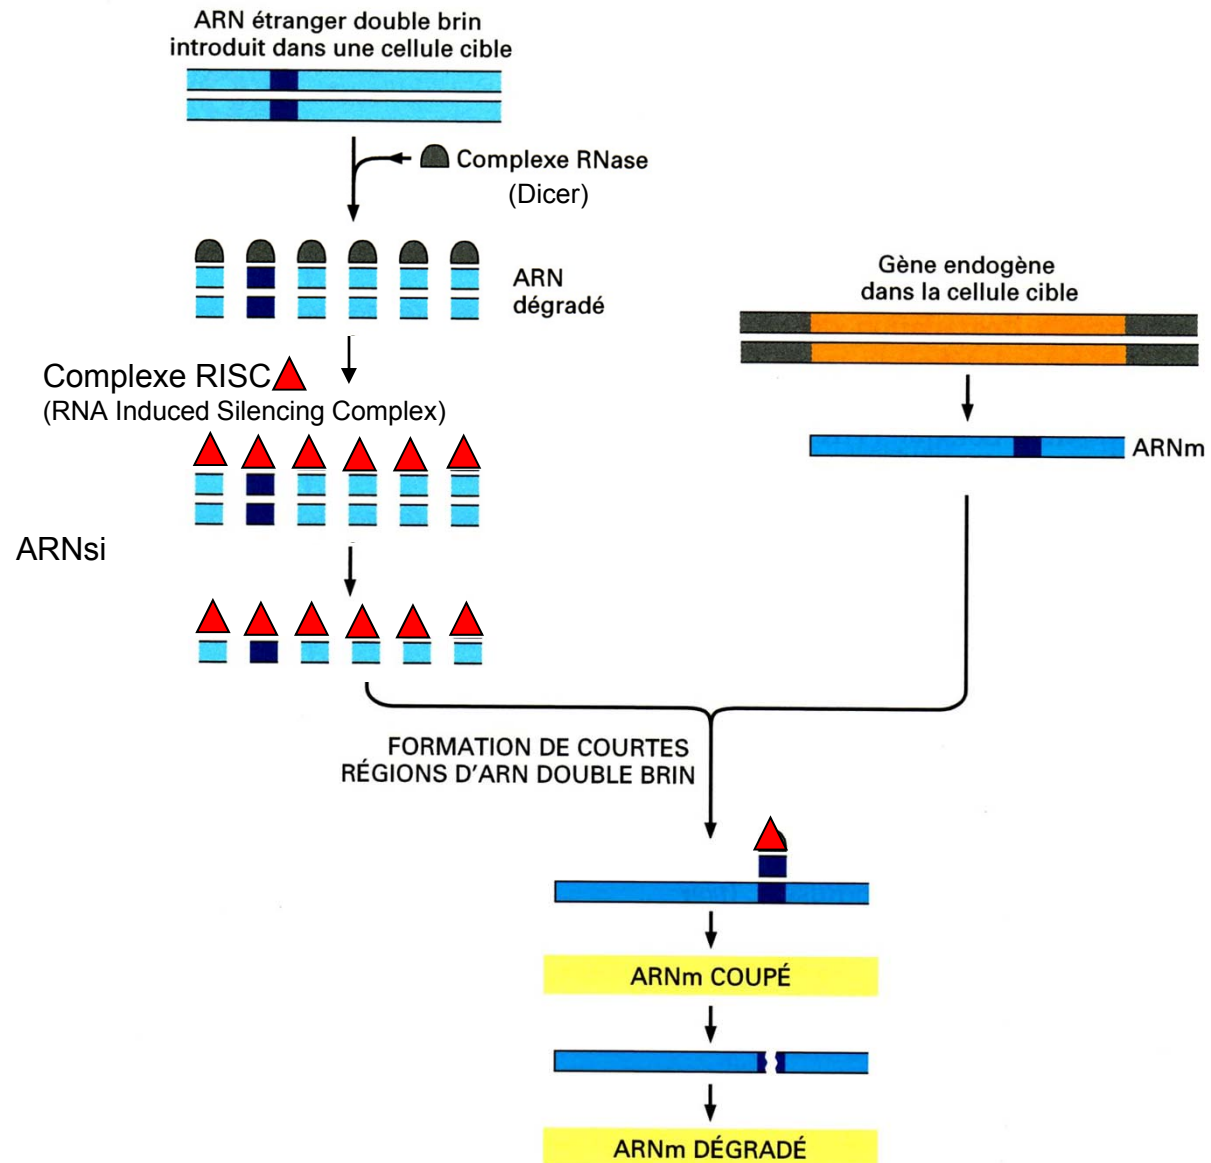 ARN étranger double brin
introduit dans une cellule cible
Complexe RNase
(Dicer)
ARN
dégradé
Gène endogène
dans la cellule cible
Complexe RISC
(RNA Induced Silencing Complex)
ARNm
ARNsi
FORMATION DE COURTES
RÉGIONS D'ARN DOUBLE BRIN
ARNm COUPÉ
ARNm DÉGRADÉ